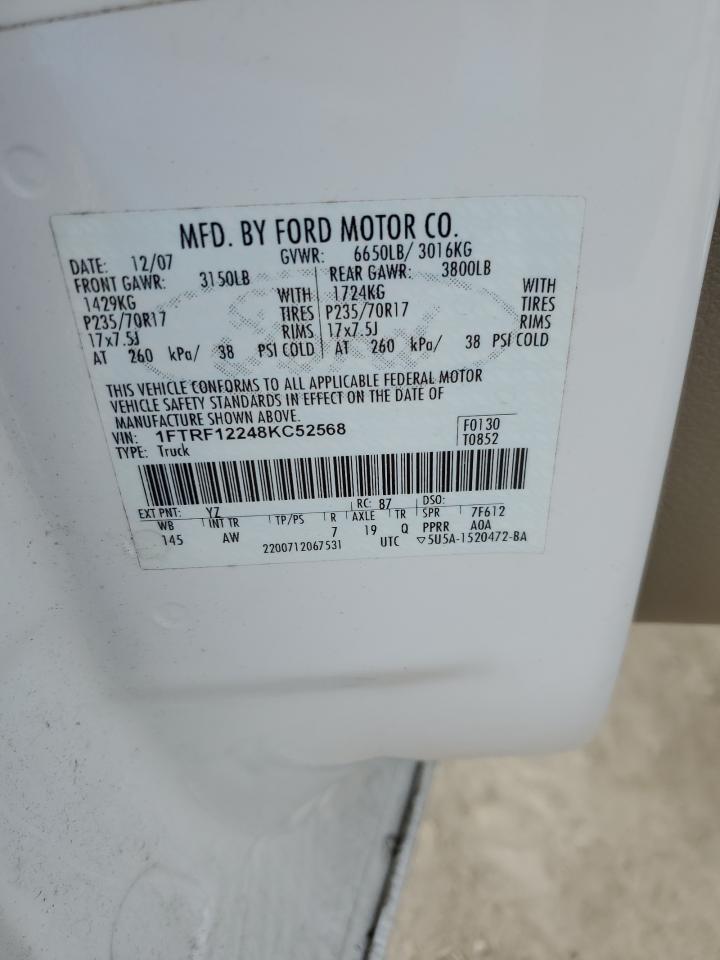 MFD. BY FORD MOTOR CO.
DATE: 12/07 GVWR: 6650LB/ 3016KG
FRONT GAWR: 3150LB REAR GAWR: 3800LB
1429KG WITH 1724KG WITH
P235/70R17 TIRES P235/70R17 TIRES
17x7.5J RIMS 17x7.5J RIMS
AT 260 kPa/ 38 PSI COLD AT 260 kPa/ 38 PSI COLD
THIS VEHICLE CONFORMS TO ALL APPLICABLE FEDERAL MOTOR
VEHICLE SAFETY STANDARDS IN EFFECT ON THE DATE OF
MANUFACTURE SHOWN ABOVE.
VIN: 1FTRF12248KC52568 F0130
TYPE: Truck T0852
EXT PNT: YZ RC: 87 DSO:
WB INT TR TP/PS R AXLE TR SPR 7F612
145 AW 7 19 Q PPRR AOA
2200712067531 UTC ▽5U5A-1520472-BA